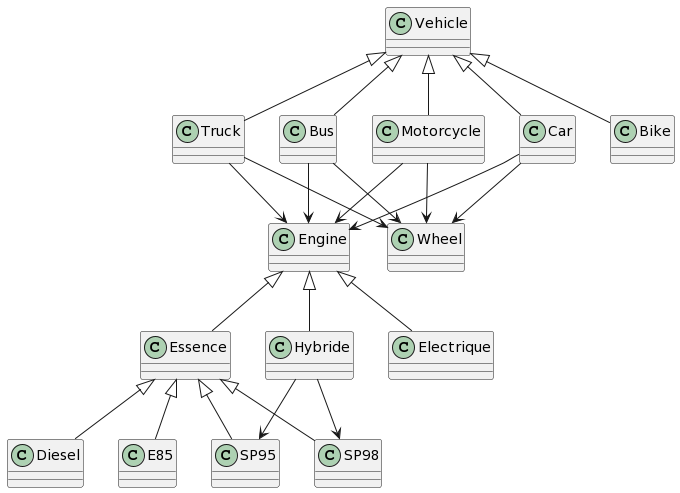 C Vehicle
C Truck C Bus C Motorcycle C Car C Bike
C Engine C Wheel
C Essence C Hybride C Electrique
C Diesel C E85 C SP95 C SP98